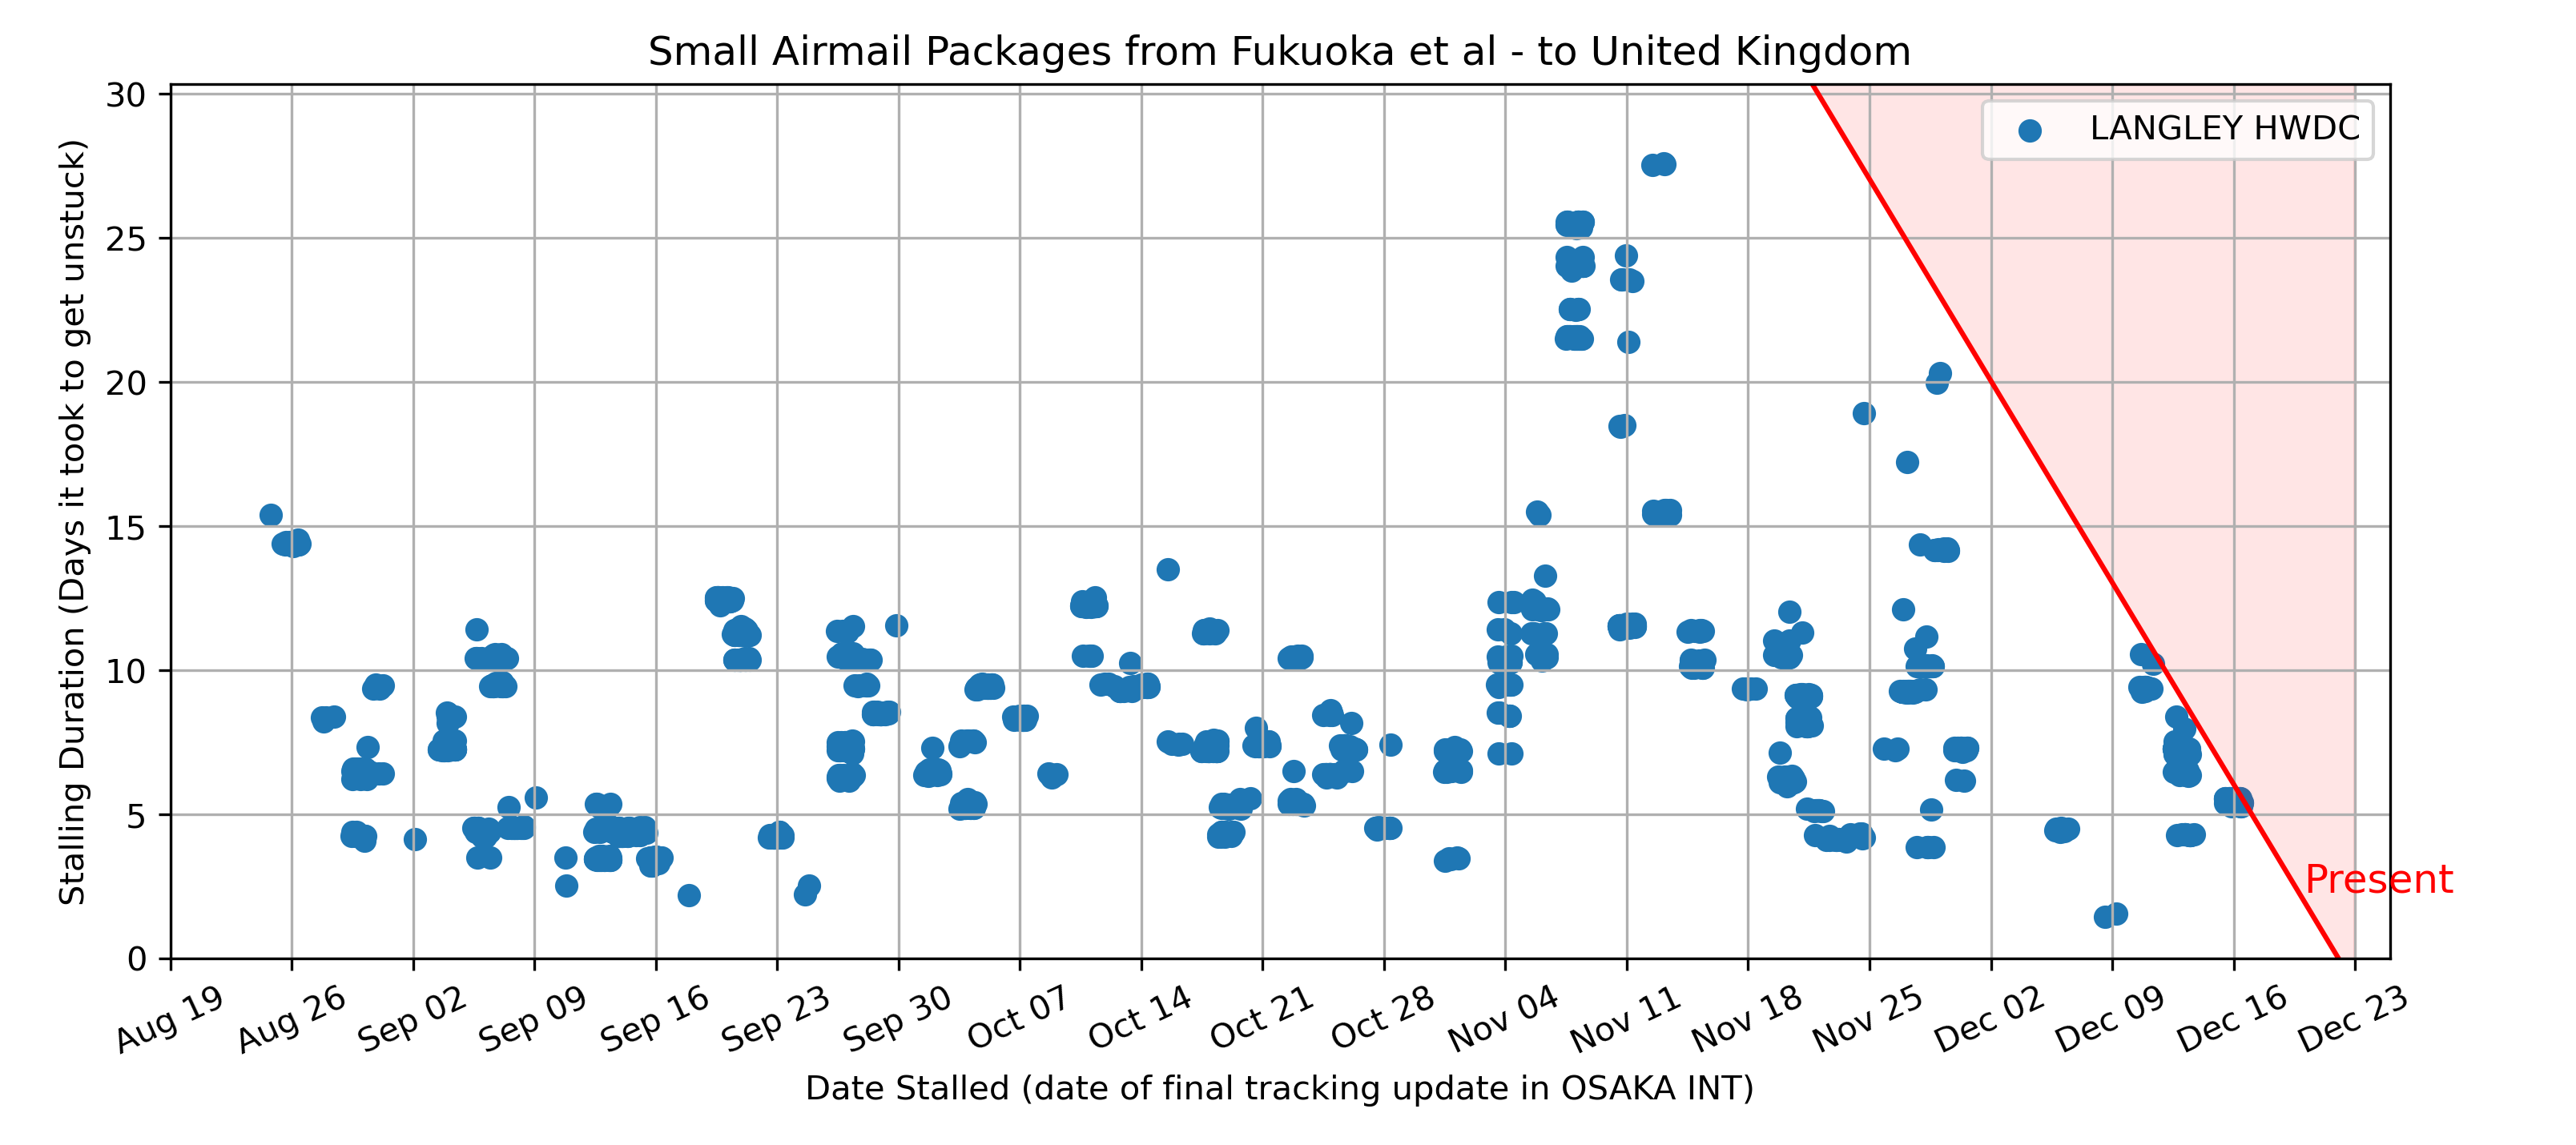 Small Airmail Packages from Fukuoka et al - to United Kingdom
Stalling Duration (Days it took to get unstuck)
30
25
20
15
10
5
0
LANGLEY HWDC
Present
Aug 19
Aug 26
Sep 02
Sep 09
Sep 16
Sep 23
Sep 30
Oct 07
Oct 14
Oct 21
Oct 28
Nov 04
Nov 11
Nov 18
Nov 25
Dec 02
Dec 09
Dec 16
Dec 23
Date Stalled (date of final tracking update in OSAKA INT)